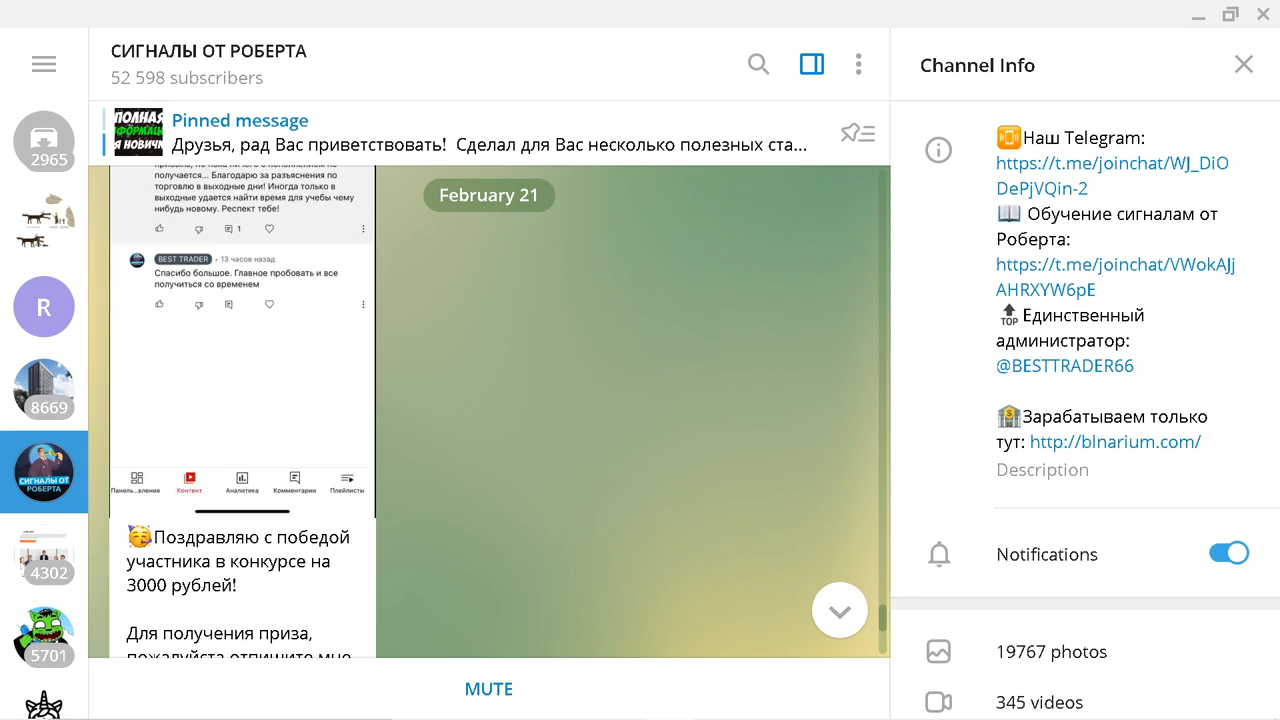 СИГНАЛЫ ОТ РОБЕРТА
52 598 subscribers
Channel Info
ПОЛНАЯ
Pinned message
Друзья, рад Вас приветствовать! Сделал для Вас несколько полезных ста...
2965
8669
СИГНАЛЫ ОТ
РОБЕРТА
4302
5701
R
получается... Благодарю за разъяснения по
торговлю в выходные дни! Иногда только в
выходные удается найти время для учебы чему
нибудь новому. Респект тебе!
1
BEST TRADER • 13 часов назад
Спасибо большое. Главное пробовать и все
получиться со временем
Панель...вления Контент Аналитика Комментарии Плейлисты
🥳Поздравляю с победой
участника в конкурсе на
3000 рублей!
Для получения приза,
пожалуйста отпишите мне
February 21
MUTE
Наш Telegram:
https://t.me/joinchat/WJ_DiO
DePjVQin-2
📖 Обучение сигналам от
Роберта:
https://t.me/joinchat/VWokAJj
AHRXYW6pE
🔝Единственный
администратор:
@BESTTRADER66
Зарабатываем только
тут: http://blnarium.com/
Description
Notifications
19767 photos
345 videos